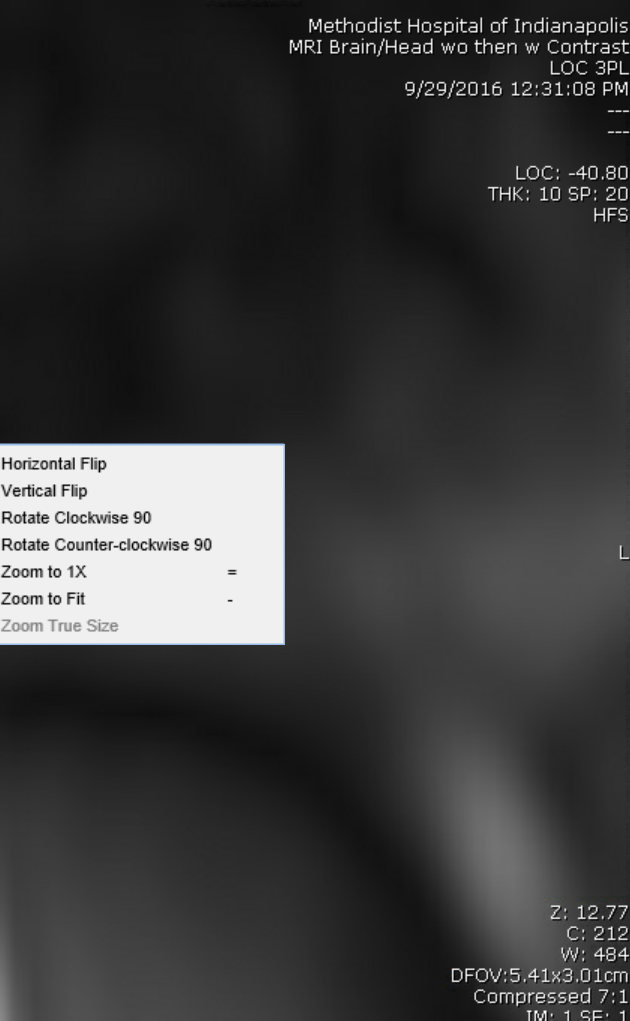 Methodist Hospital of Indianapolis
MRI Brain/Head wo then w Contrast
LOC 3PL
9/29/2016 12:31:08 PM
---
---
LOC: -40.80
THK: 10 SP: 20
HFS
Horizontal Flip
Vertical Flip
Rotate Clockwise 90
Rotate Counter-clockwise 90
L
Zoom to 1X =
Zoom to Fit -
Zoom True Size
Z: 12.77
C: 212
W: 484
DFOV:5.41x3.01cm
Compressed 7:1
IM: 1 SE: 1